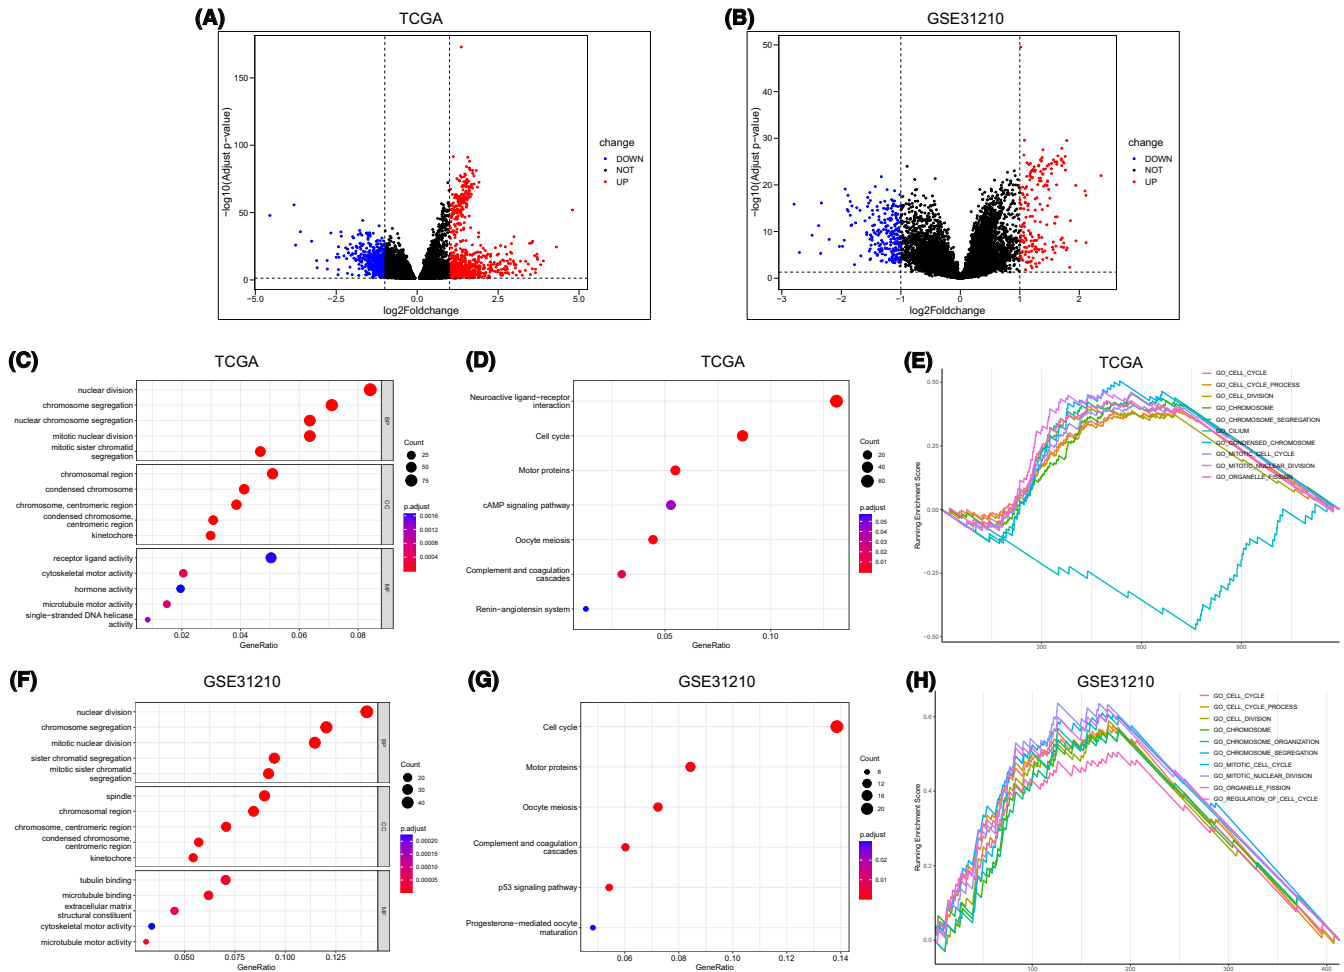 (A)
TCGA
−log10(Adjust p−value)
150
100
50
0
−5.0
−2.5
0.0
2.5
5.0
log2Foldchange
change
DOWN
NOT
UP
(B)
GSE31210
−log10(Adjust p−value)
50
40
30
20
10
0
−3
−2
−1
0
1
2
log2Foldchange
change
DOWN
NOT
UP
(C)
TCGA
nuclear division
chromosome segregation
nuclear chromosome segregation
mitotic nuclear division
mitotic sister chromatid
segregation
chromosomal region
condensed chromosome
chromosome, centromeric region
condensed chromosome,
centromeric region
kinetochore
receptor ligand activity
cytoskeletal motor activity
hormone activity
microtubule motor activity
single−stranded DNA helicase
activity
BP
CC
MF
0.02
0.04
0.06
0.08
GeneRatio
Count
25
50
75
p.adjust
0.0016
0.0012
0.0008
0.0004
(D)
TCGA
Neuroactive ligand−receptor
interaction
Cell cycle
Motor proteins
cAMP signaling pathway
Oocyte meiosis
Complement and coagulation
cascades
Renin−angiotensin system
0.05
0.10
GeneRatio
Count
20
40
60
p.adjust
0.05
0.04
0.03
0.02
0.01
(E)
TCGA
Running Enrichment Score
0.50
0.25
0.00
−0.25
−0.50
300
600
900
GO_CELL_CYCLE
GO_CELL_CYCLE_PROCESS
GO_CELL_DIVISION
GO_CHROMOSOME
GO_CHROMOSOME_SEGREGATION
GO_CILIUM
GO_CONDENSED_CHROMOSOME
GO_MITOTIC_CELL_CYCLE
GO_MITOTIC_NUCLEAR_DIVISION
GO_ORGANELLE_FISSION
(F)
GSE31210
nuclear division
chromosome segregation
mitotic nuclear division
sister chromatid segregation
mitotic sister chromatid
segregation
spindle
chromosomal region
chromosome, centromeric region
condensed chromosome,
centromeric region
kinetochore
tubulin binding
microtubule binding
extracellular matrix
structural constituent
cytoskeletal motor activity
microtubule motor activity
BP
CC
MF
0.050
0.075
0.100
0.125
GeneRatio
Count
20
30
40
p.adjust
0.00020
0.00015
0.00010
0.00005
(G)
GSE31210
Cell cycle
Motor proteins
Oocyte meiosis
Complement and coagulation
cascades
p53 signaling pathway
Progesterone−mediated oocyte
maturation
0.06
0.08
0.10
0.12
0.14
GeneRatio
Count
8
12
16
20
p.adjust
0.02
0.01
(H)
GSE31210
Running Enrichment Score
0.6
0.4
0.2
0.0
100
200
300
400
GO_CELL_CYCLE
GO_CELL_CYCLE_PROCESS
GO_CELL_DIVISION
GO_CHROMOSOME
GO_CHROMOSOME_ORGANIZATION
GO_CHROMOSOME_SEGREGATION
GO_MITOTIC_CELL_CYCLE
GO_MITOTIC_NUCLEAR_DIVISION
GO_ORGANELLE_FISSION
GO_REGULATION_OF_CELL_CYCLE